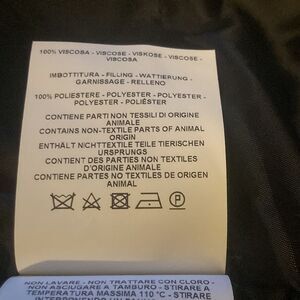 100% VISCOSA - VISCOSE - VISKOSE - VISCOSE -
VISCOSA
IMBOTTITURA - FILLING - WATTIERUNG -
GARNISSAGE - RELLENO
100% POLIESTERE - POLYESTER - POLYESTER -
POLYESTER - POLIÉSTER
CONTIENE PARTI NON TESSILI DI ORIGINE
ANIMALE
CONTAINS NON-TEXTILE PARTS OF ANIMAL
ORIGIN
ENTHÄLT NICHTTEXTILE TEILE TIERISCHEN
URSPRUNGS
CONTIENT DES PARTIES NON TEXTILES
D'ORIGINE ANIMALE
CONTIENE PARTES NO TEXTILES DE ORIGEN
ANIMAL
P
NON LAVARE - NON TRATTARE CON CLORO -
NON ASCIUGARE A TAMBURO - STIRARE A
TEMPERATURA MASSIMA 110 °C - STIRARE
INTERPONENDO UN